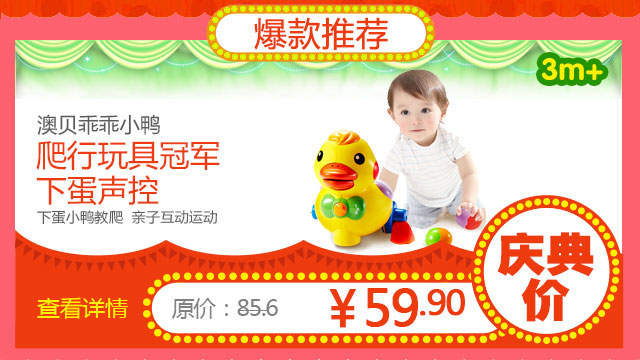 爆款推荐
3m+
澳贝乖乖小鸭
爬行玩具冠军
下蛋声控
下蛋小鸭教爬 亲子互动运动
查看详情
原价：85.6
¥59.90
庆典
价